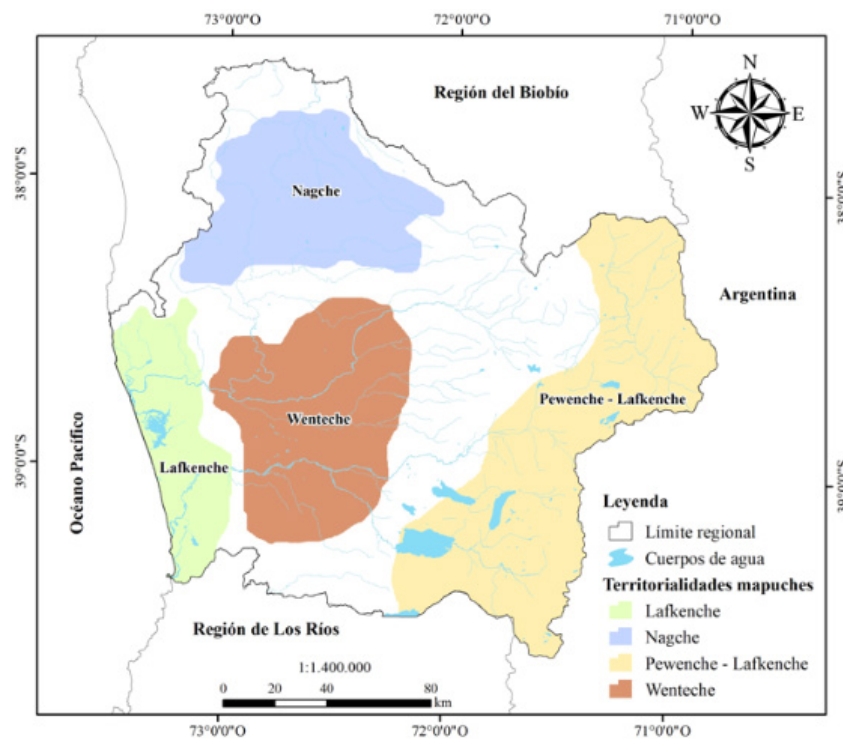 73°0'0"O
72°0'0"O
71°0'0"O
Región del Biobío
N
W
E
S
38°0'0"S
38°0'0"S
Nagche
Argentina
Pewenche - Lafkenche
Wenteche
Océano Pacífico
Lafkenche
39°0'0"S
39°0'0"S
Leyenda
Límite regional
Cuerpos de agua
Territorialidades mapuches
Lafkenche
Nagche
Pewenche - Lafkenche
Wenteche
Región de Los Ríos
1:1.400.000
0 20 40 80
km
73°0'0"O
72°0'0"O
71°0'0"O